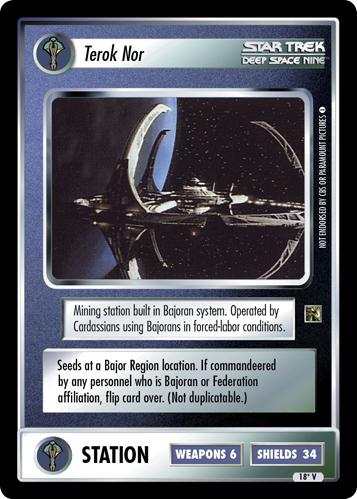 Terok Nor
STAR TREK
DEEP SPACE NINE
NOT ENDORSED BY CBS OR PARAMOUNT PICTURES
Mining station built in Bajoran system. Operated by
Cardassians using Bajorans in forced-labor conditions.
Seeds at a Bajor Region location. If commandeered
by any personnel who is Bajoran or Federation
affiliation, flip card over. (Not duplicatable.)
STATION
WEAPONS 6
SHIELDS 34
18* V